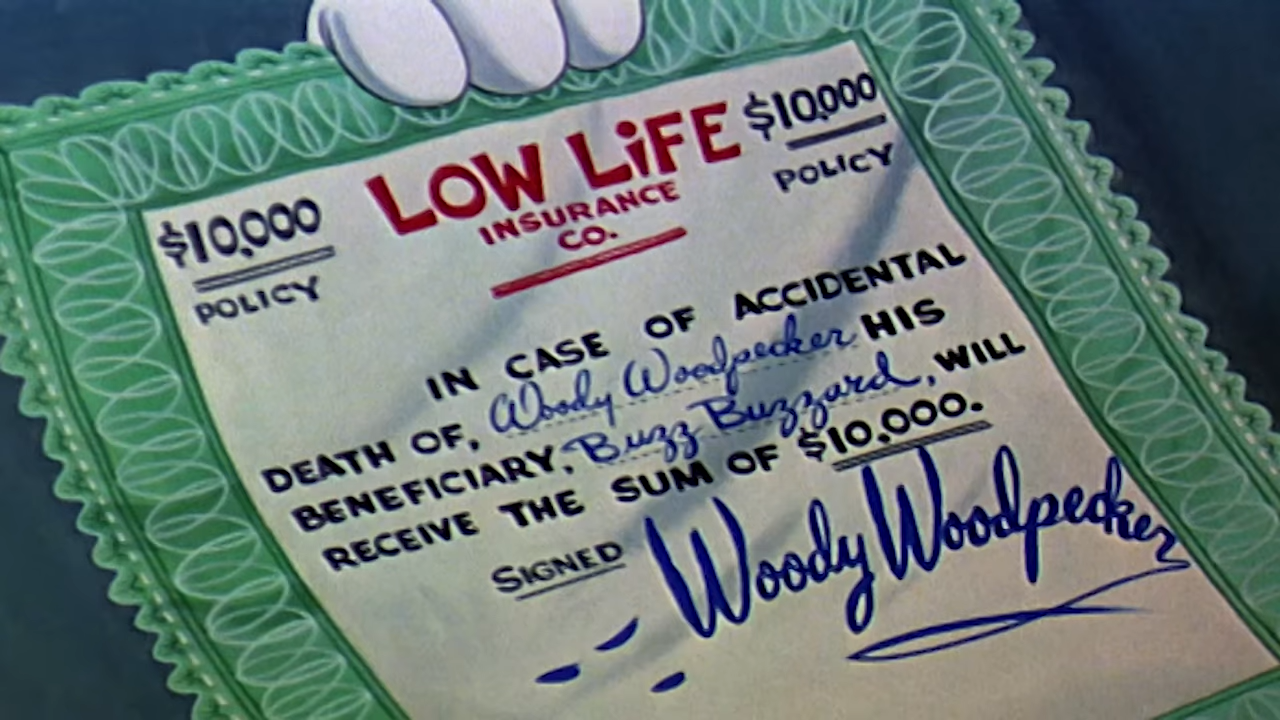 $10,000
POLICY
LOW LiFE
INSURANCE
CO.
$10,000
POLICY
IN CASE OF ACCIDENTAL
DEATH OF, Woody Woodpecker HIS
BENEFICIARY, Buzz Buzzard, WILL
RECEIVE THE SUM OF $10,000.
SIGNED Woody Woodpecker